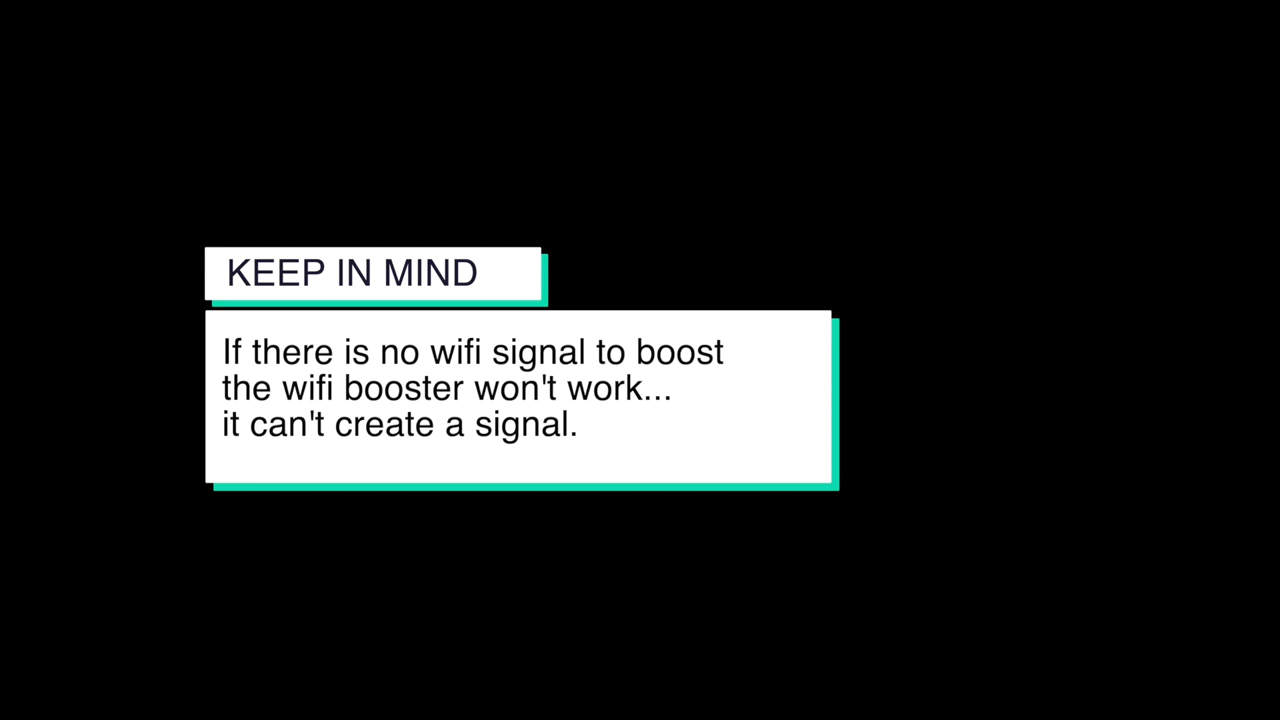 KEEP IN MIND
If there is no wifi signal to boost
the wifi booster won't work...
it can't create a signal.